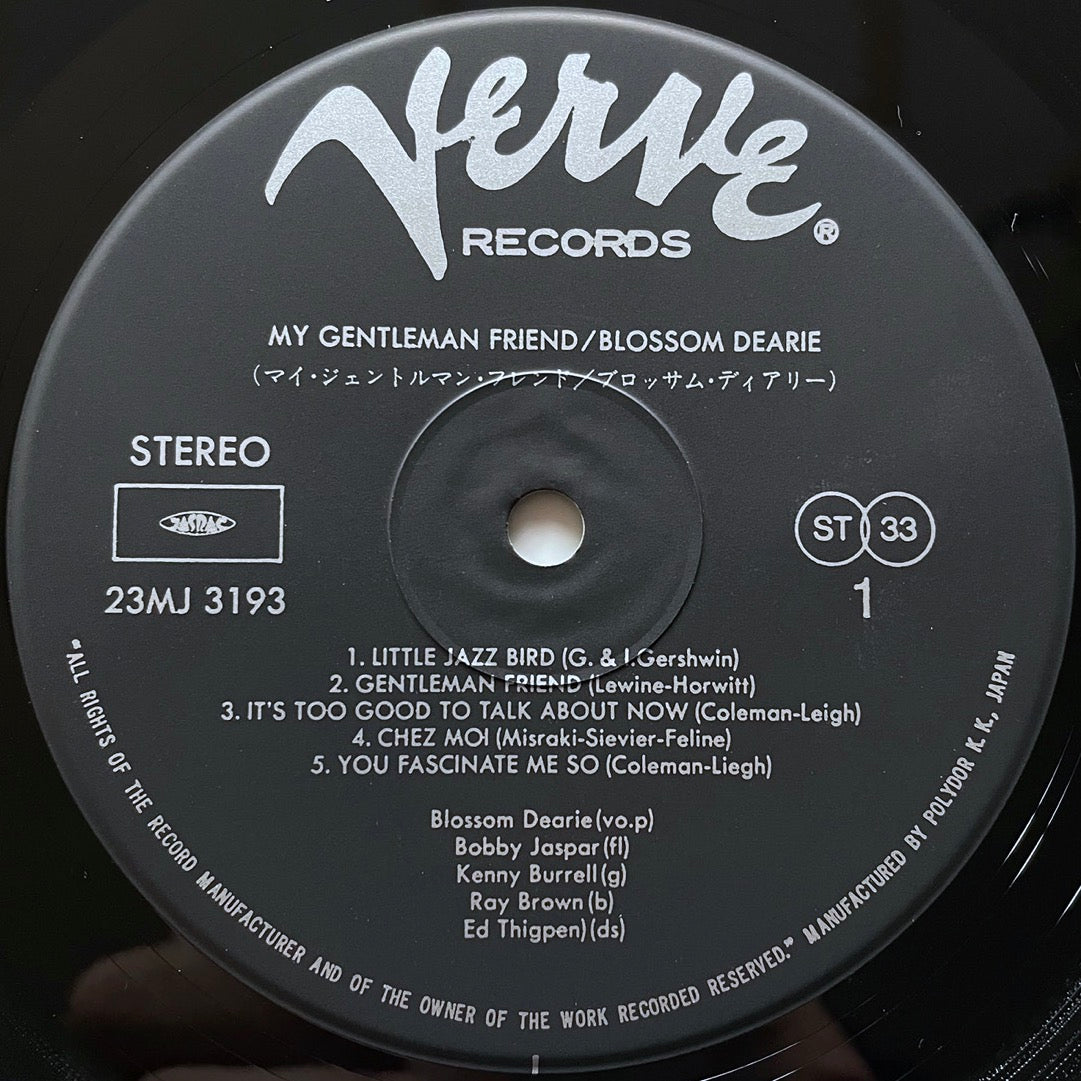 Verve®
RECORDS
MY GENTLEMAN FRIEND/BLOSSOM DEARIE
(マイ・ジェントルマン・フレンド/ブロッサム・ディアリー)
STEREO
JASRAC
23MJ 3193
ST 33
1
1. LITTLE JAZZ BIRD (G. & I.Gershwin)
2. GENTLEMAN FRIEND (Lewine-Horwitt)
3. IT'S TOO GOOD TO TALK ABOUT NOW (Coleman-Leigh)
4. CHEZ MOI (Misraki-Sievier-Feline)
5. YOU FASCINATE ME SO (Coleman-Liegh)
Blossom Dearie(vo.p)
Bobby Jaspar(fl)
Kenny Burrell(g)
Ray Brown(b)
Ed Thigpen)(ds)
"ALL RIGHTS OF THE RECORD MANUFACTURER AND OF THE OWNER OF THE WORK RECORDED RESERVED." MANUFACTURED BY POLYDOR K. K., JAPAN